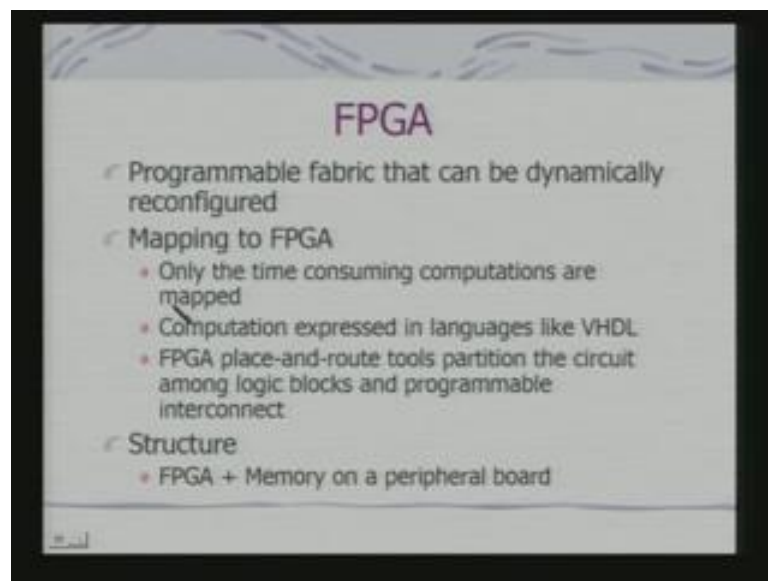 FPGA
Programmable fabric that can be dynamically
reconfigured
Mapping to FPGA
Only the time consuming computations are
mapped
Computation expressed in languages like VHDL
FPGA place-and-route tools partition the circuit
among logic blocks and programmable
interconnect
Structure
FPGA + Memory on a peripheral board